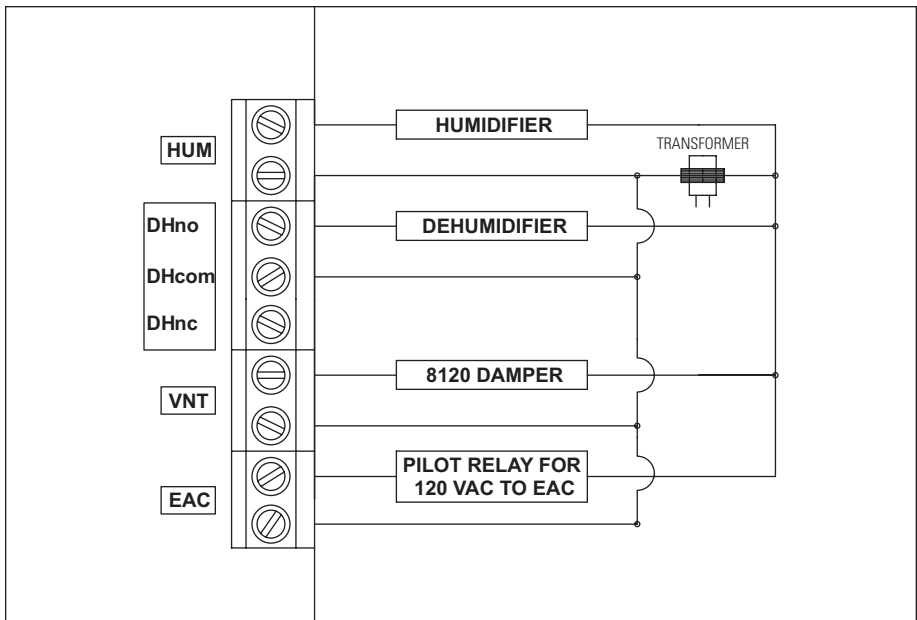 HUMIDIFIER
TRANSFORMER
HUM
DHno
DEHUMIDIFIER
DHcom
DHnc
8120 DAMPER
VNT
PILOT RELAY FOR
120 VAC TO EAC
EAC